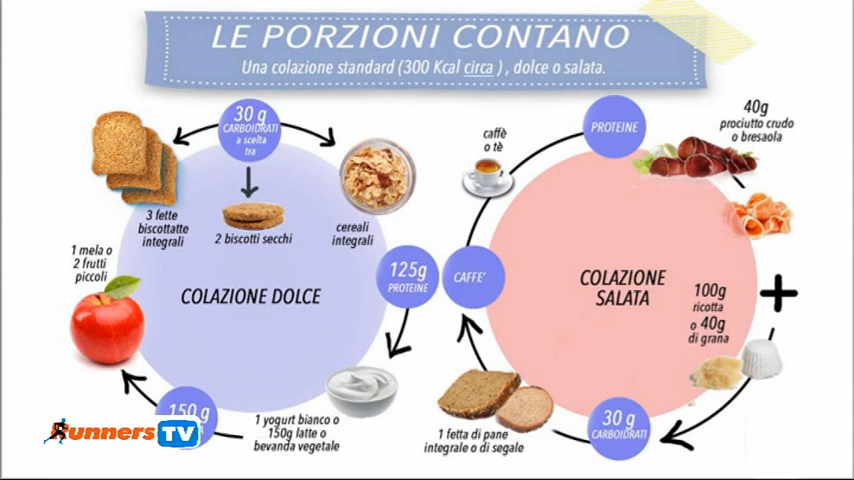 LE PORZIONI CONTANO
Una colazione standard (300 Kcal circa ) , dolce o salata.
30 g
CARBOIDRATI
a scelta
tra
3 fette
biscottatte
integrali
2 biscotti secchi
cereali
integrali
1 mela o
2 frutti
piccoli
COLAZIONE DOLCE
125g
PROTEINE
150 g
1 yogurt bianco o
150g latte o
bevanda vegetale
runnersTV
caffè
o tè
PROTEINE
40g
prociutto crudo
o bresaola
CAFFE'
COLAZIONE
SALATA
100g
ricotta
o 40g
di grana
+
1 fetta di pane
integrale o di segale
30 g
CARBOIDRATI